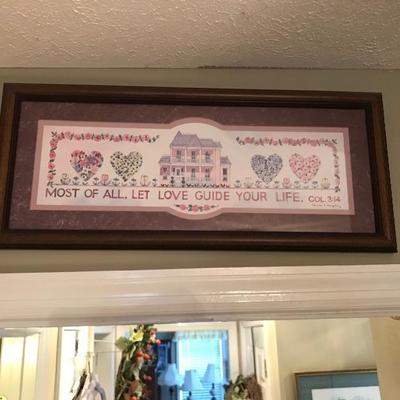 MOST OF ALL, LET LOVE GUIDE YOUR LIFE. COL. 3:14